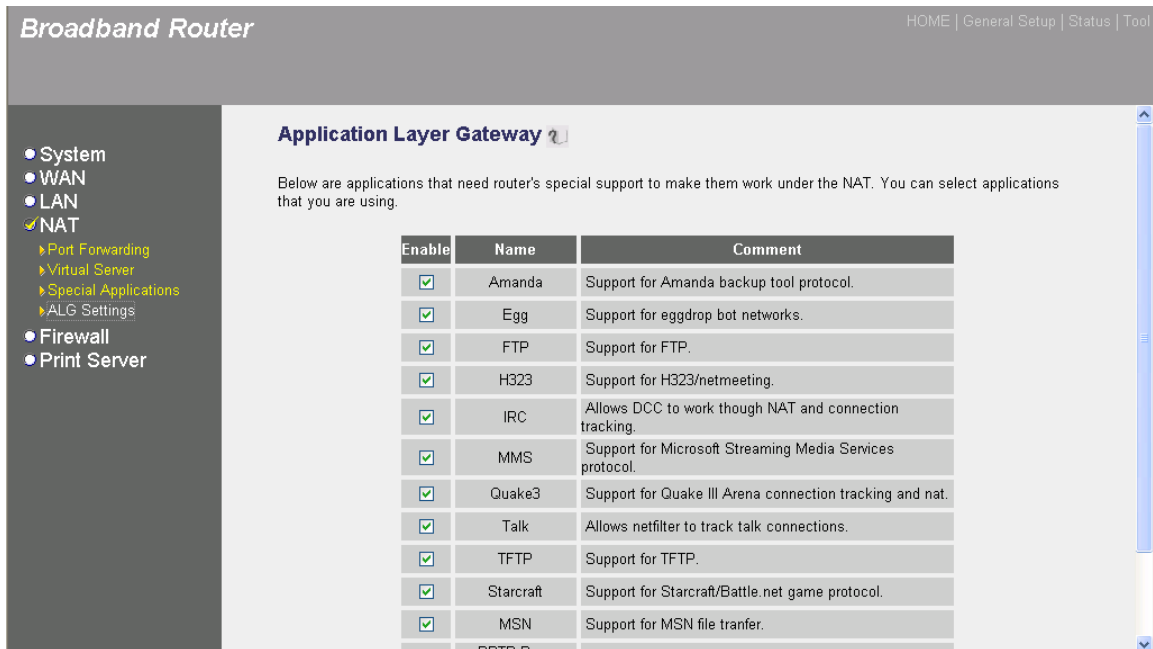 Broadband Router
HOME | General Setup | Status | Tool
System
WAN
LAN
NAT
Port Forwarding
Virtual Server
Special Applications
ALG Settings
Firewall
Print Server
Application Layer Gateway
Below are applications that need router's special support to make them work under the NAT. You can select applications
that you are using.
Enable Name Comment
Amanda Support for Amanda backup tool protocol.
Egg Support for eggdrop bot networks.
FTP Support for FTP.
H323 Support for H323/netmeeting.
IRC Allows DCC to work though NAT and connection
tracking.
MMS Support for Microsoft Streaming Media Services
protocol.
Quake3 Support for Quake III Arena connection tracking and nat.
Talk Allows netfilter to track talk connections.
TFTP Support for TFTP.
Starcraft Support for Starcraft/Battle.net game protocol.
MSN Support for MSN file tranfer.